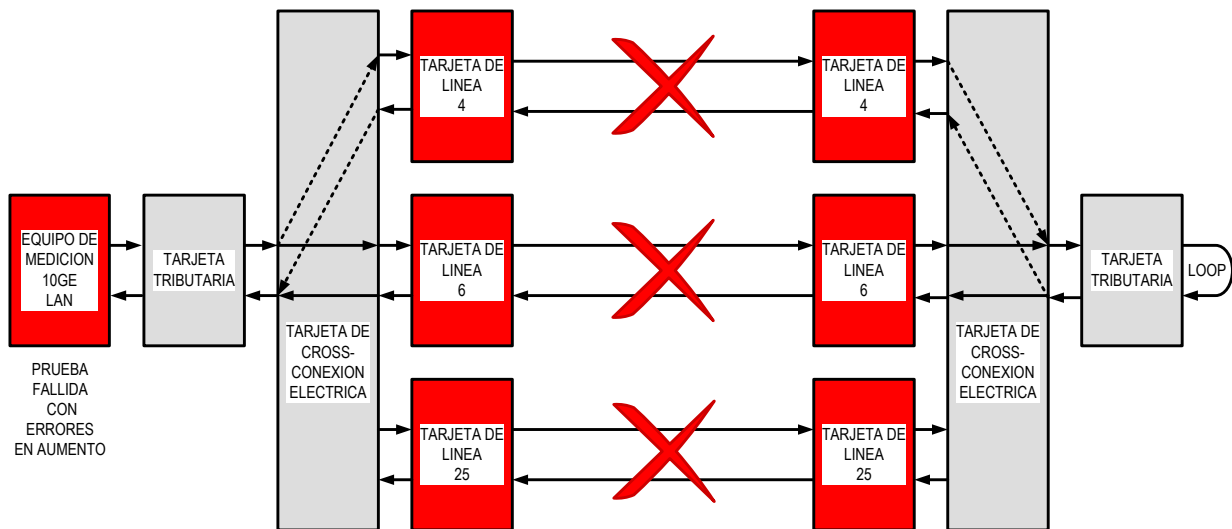 TARJETA DE
LINEA
4
TARJETA DE
LINEA
4
EQUIPO DE
MEDICION
10GE
LAN
TARJETA
TRIBUTARIA
TARJETA DE
LINEA
6
TARJETA DE
LINEA
6
TARJETA
TRIBUTARIA
LOOP
TARJETA DE
CROSS-
CONEXION
ELECTRICA
TARJETA DE
CROSS-
CONEXION
ELECTRICA
PRUEBA
FALLIDA
CON
ERRORES
EN AUMENTO
TARJETA DE
LINEA
25
TARJETA DE
LINEA
25